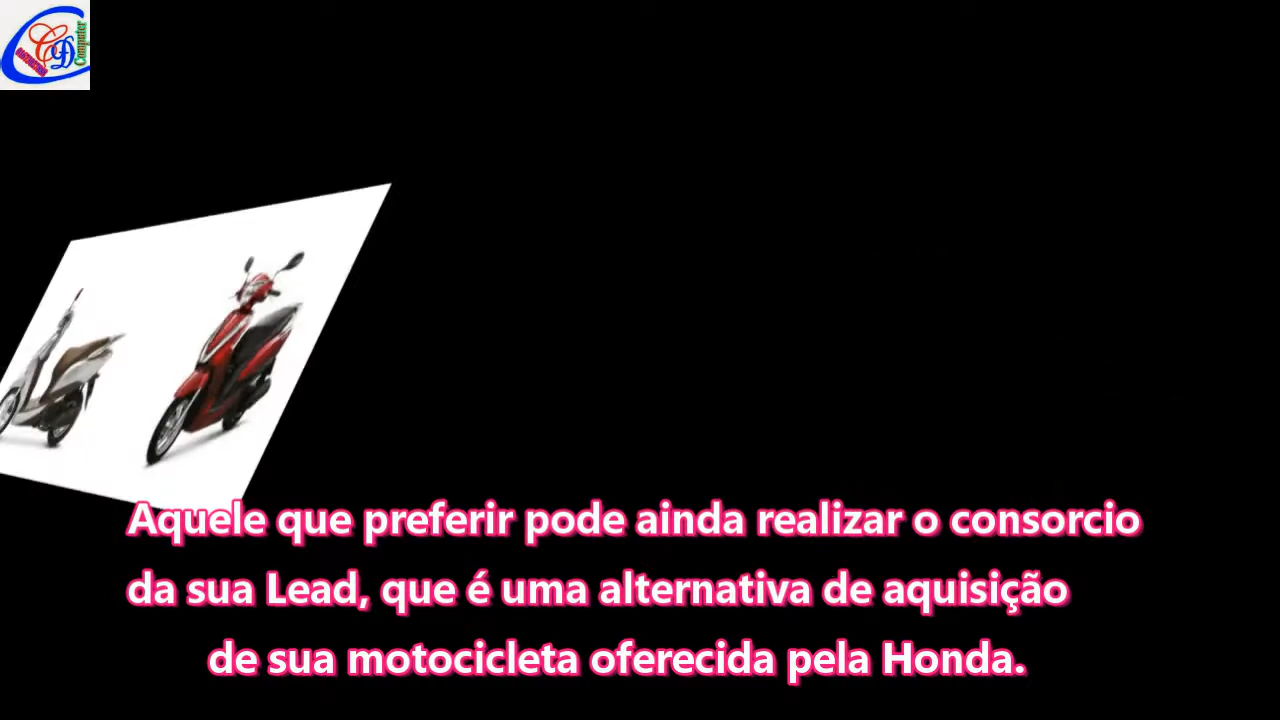 Computer
Aquele que preferir pode ainda realizar o consorcio
da sua Lead, que é uma alternativa de aquisição
de sua motocicleta oferecida pela Honda.